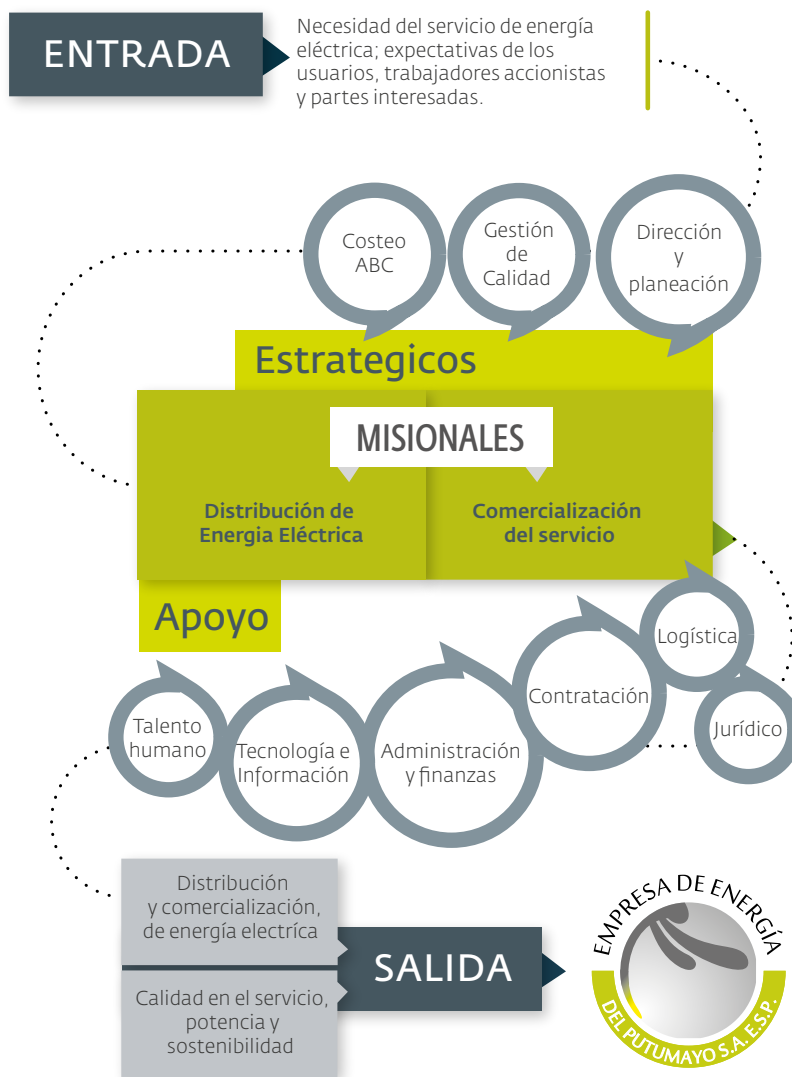 ENTRADA
Necesidad del servicio de energía
eléctrica; expectativas de los
usuarios, trabajadores accionistas
y partes interesadas.
Costeo
ABC
Gestión
de
Calidad
Dirección
y
planeación
Estrategicos
MISIONALES
Distribución de
Energia Eléctrica
Comercialización
del servicio
Apoyo
Talento
humano
Tecnología e
Información
Administración
y finanzas
Contratación
Logística
Jurídico
Distribución
y comercialización,
de energía electríca
Calidad en el servicio,
potencia y
sostenibilidad
SALIDA
EMPRESA DE ENERGÍA
DEL PUTUMAYO S.A. E.S.P.